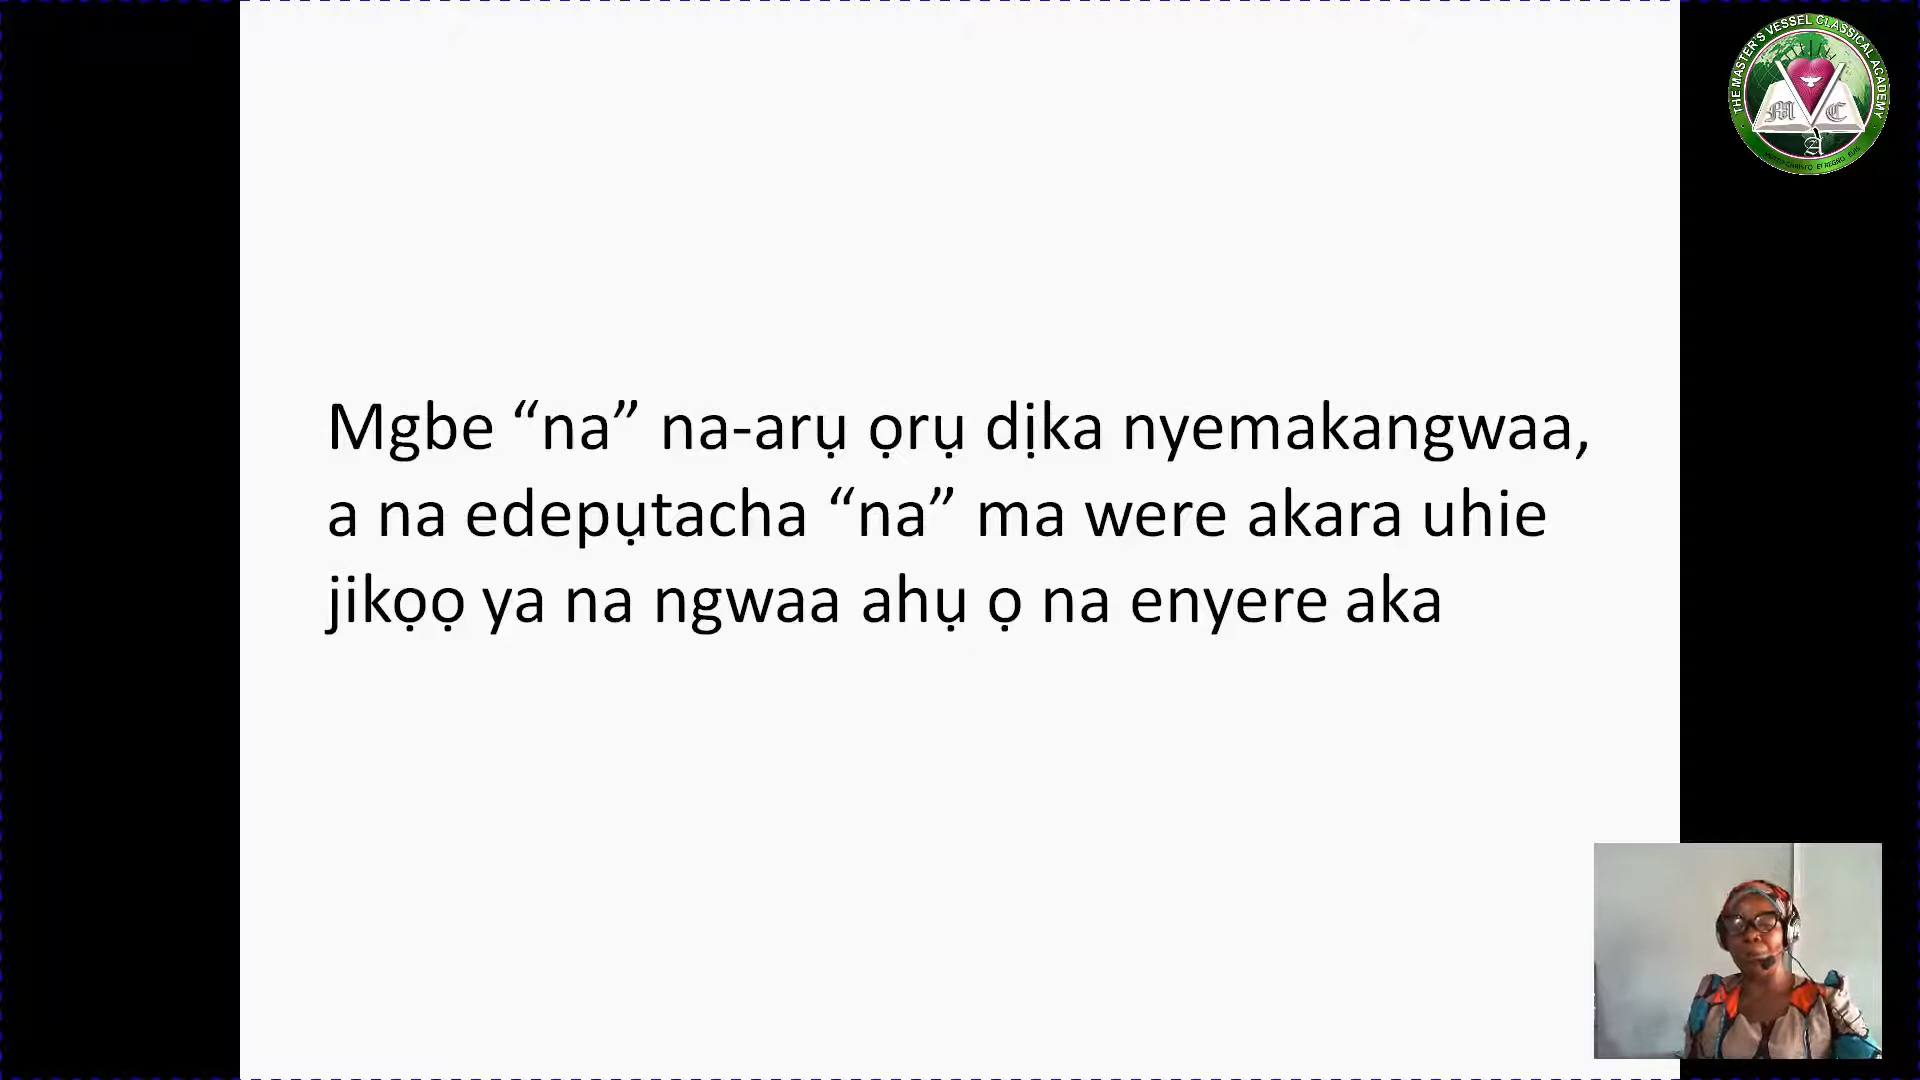 THE MASTER'S VESSEL CLASSICAL ACADEMY
M C
A
Mgbe “na” na-arụ ọrụ dịka nyemakangwaa,
a na edepụtacha “na” ma were akara uhie
jikọọ ya na ngwaa ahụ ọ na enyere aka